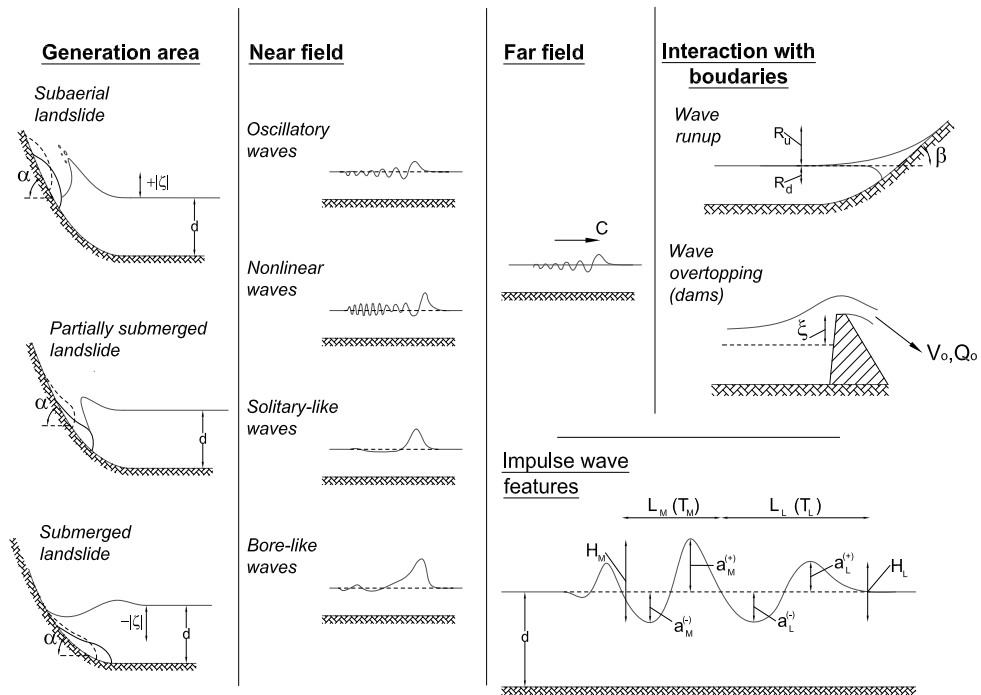 Generation area
Subaerial
landslide
α
+|ζ|
d
Partially submerged
landslide
α
d
Submerged
landslide
−|ζ|
α
d
Near field
Oscillatory
waves
Nonlinear
waves
Solitary-like
waves
Bore-like
waves
Far field
C
Interaction with
boudaries
Wave
runup
Ru
Rd
β
Wave
overtopping
(dams)
ξ
Vo,Qo
Impulse wave
features
LM (TM)
LL (TL)
HM
aM(+)
aL(+)
HL
aM(-)
aL(-)
d